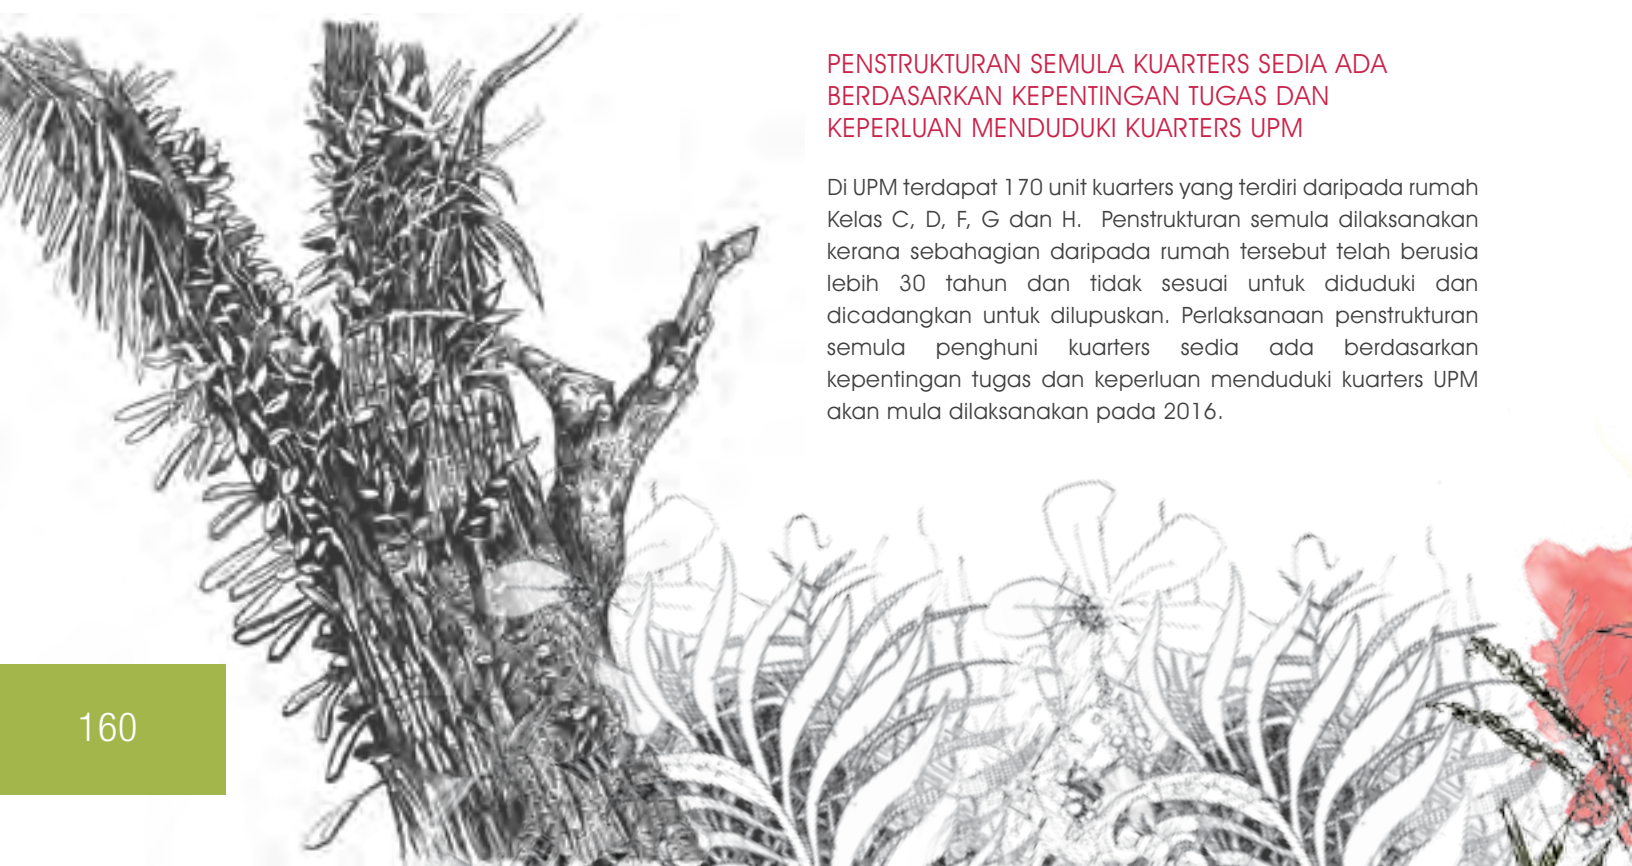 PENSTRUKTURAN SEMULA KUARTERS SEDIA ADA
BERDASARKAN KEPENTINGAN TUGAS DAN
KEPERLUAN MENDUDUKI KUARTERS UPM
Di UPM terdapat 170 unit kuarters yang terdiri daripada rumah
Kelas C, D, F, G dan H. Penstrukturan semula dilaksanakan
kerana sebahagian daripada rumah tersebut telah berusia
lebih 30 tahun dan tidak sesuai untuk diduduki dan
dicadangkan untuk dilupuskan. Perlaksanaan penstrukturan
semula penghuni kuarters sedia ada berdasarkan
kepentingan tugas dan keperluan menduduki kuarters UPM
akan mula dilaksanakan pada 2016.
160